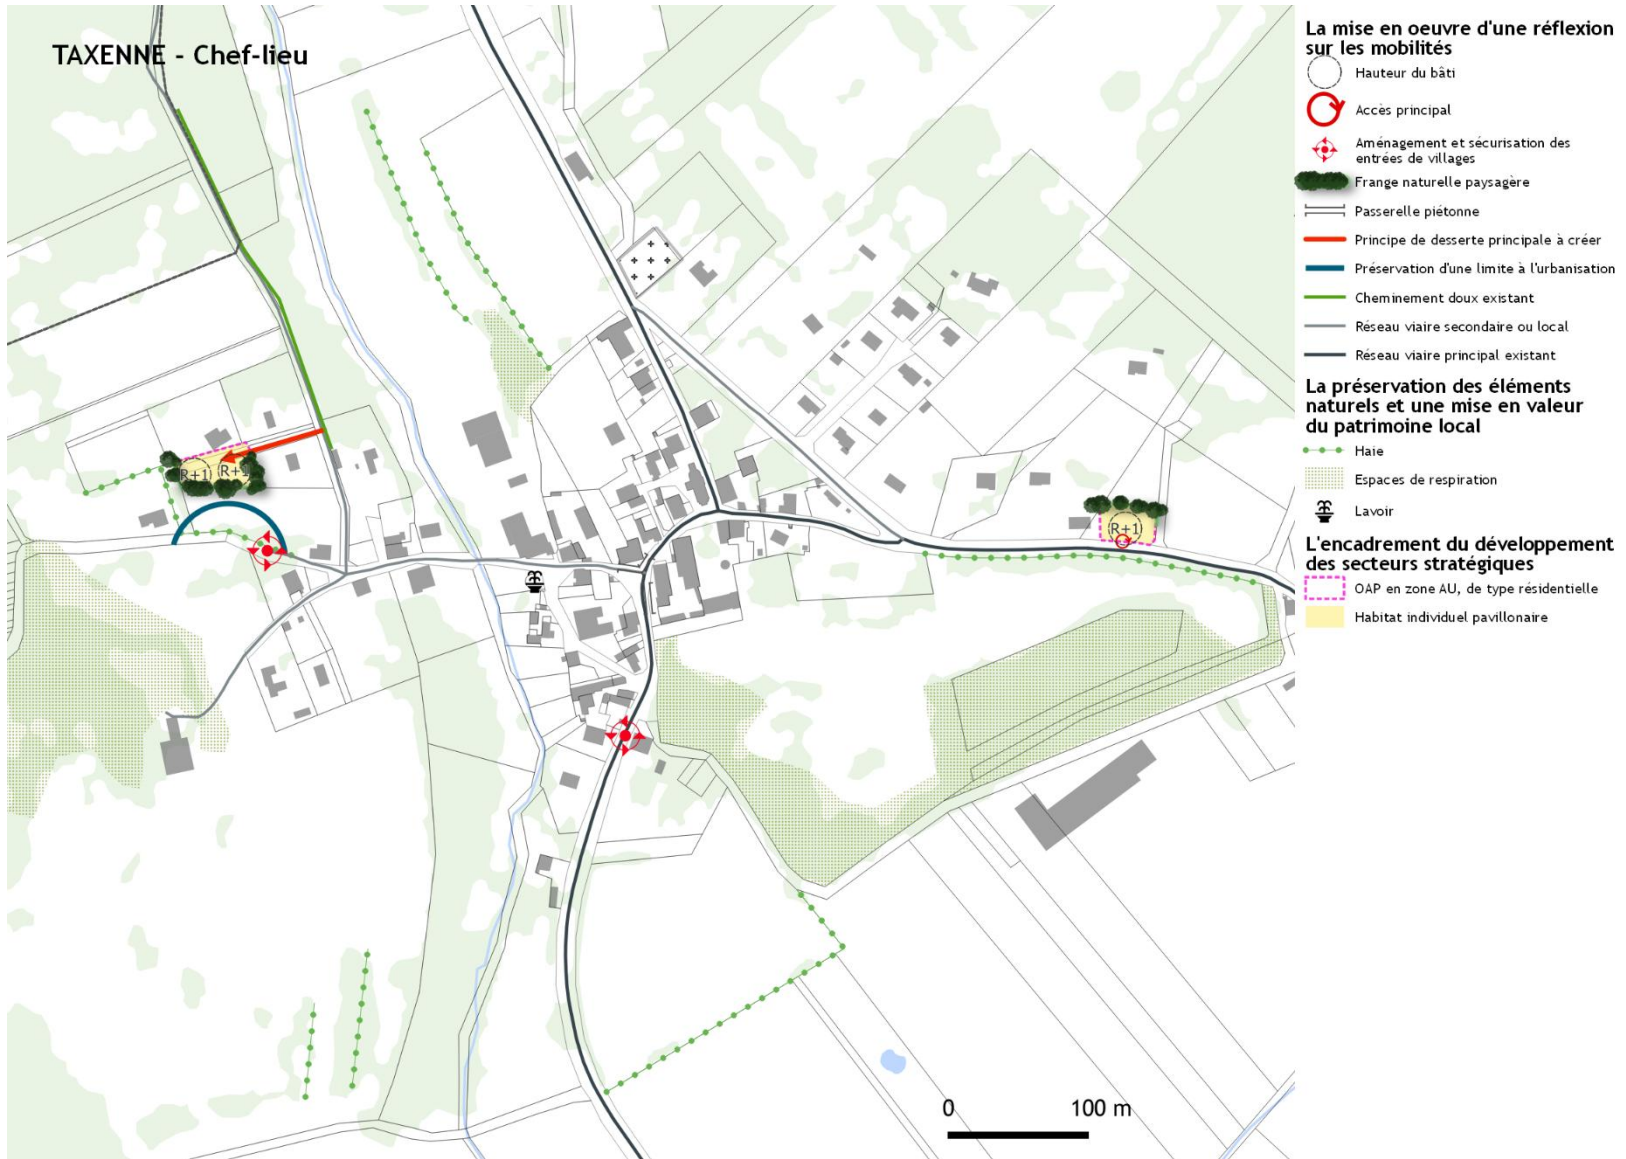 TAXENNE - Chef-lieu
R+1
R+1
R+1
0 100 m
La mise en oeuvre d'une réflexion
sur les mobilités
Hauteur du bâti
Accès principal
Aménagement et sécurisation des
entrées de villages
Frange naturelle paysagère
Passerelle piétonne
Principe de desserte principale à créer
Préservation d'une limite à l'urbanisation
Cheminement doux existant
Réseau viaire secondaire ou local
Réseau viaire principal existant
La préservation des éléments
naturels et une mise en valeur
du patrimoine local
Haie
Espaces de respiration
Lavoir
L'encadrement du développement
des secteurs stratégiques
OAP en zone AU, de type résidentielle
Habitat individuel pavillonaire